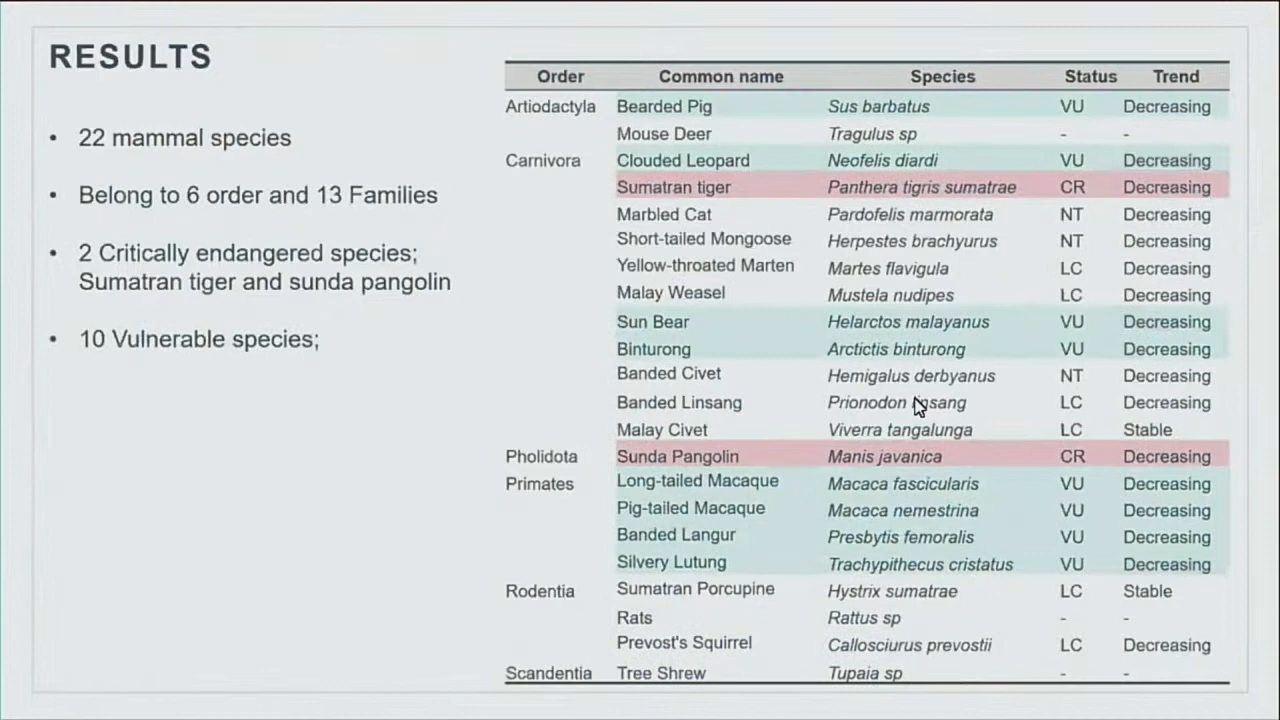 RESULTS
• 22 mammal species
• Belong to 6 order and 13 Families
• 2 Critically endangered species;
Sumatran tiger and sunda pangolin
• 10 Vulnerable species;
Order Common name Species Status Trend
Artiodactyla Bearded Pig Sus barbatus VU Decreasing
Mouse Deer Tragulus sp - -
Carnivora Clouded Leopard Neofelis diardi VU Decreasing
Sumatran tiger Panthera tigris sumatrae CR Decreasing
Marbled Cat Pardofelis marmorata NT Decreasing
Short-tailed Mongoose Herpestes brachyurus NT Decreasing
Yellow-throated Marten Martes flavigula LC Decreasing
Malay Weasel Mustela nudipes LC Decreasing
Sun Bear Helarctos malayanus VU Decreasing
Binturong Arctictis binturong VU Decreasing
Banded Civet Hemigalus derbyanus NT Decreasing
Banded Linsang Prionodon linsang LC Decreasing
Malay Civet Viverra tangalunga LC Stable
Pholidota Sunda Pangolin Manis javanica CR Decreasing
Primates Long-tailed Macaque Macaca fascicularis VU Decreasing
Pig-tailed Macaque Macaca nemestrina VU Decreasing
Banded Langur Presbytis femoralis VU Decreasing
Silvery Lutung Trachypithecus cristatus VU Decreasing
Rodentia Sumatran Porcupine Hystrix sumatrae LC Stable
Rats Rattus sp - -
Prevost's Squirrel Callosciurus prevostii LC Decreasing
Scandentia Tree Shrew Tupaia sp - -